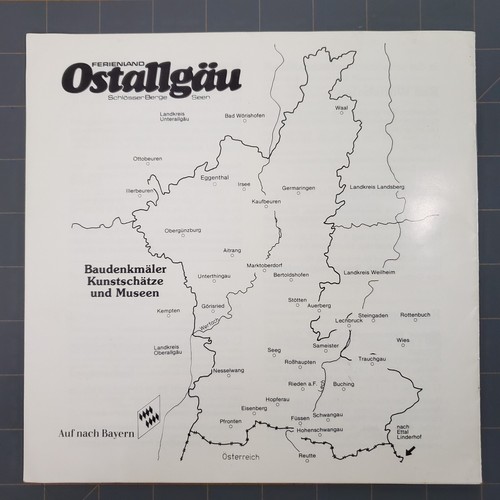 FERIENLAND
Ostallgäu
Schlösser Berge Seen
Landkreis
Unterallgäu
Bad Wörishofen
Waal
Ottobeuren
Eggenthal
Irsee
Germaringen
Landkreis Landsberg
Illerbeuren
Kaufbeuren
Obergünzburg
Aitrang
Marktoberdorf
Baudenkmäler
Kunstschätze
und Museen
Unterthingau
Bertoldshofen
Landkreis Weilheim
Stötten
Auerberg
Kempten
Görisried
Wertach
Lechbruck
Steingaden
Rottenbuch
Wies
Landkreis
Oberallgäu
Seeg
Sameister
Roßhaupten
Trauchgau
Nesselwang
Rieden a.F.
Buching
Hopferau
Eisenberg
Pfronten
Füssen
Schwangau
Hohenschwangau
nach
Ettal
Linderhof
Auf nach Bayern
Österreich
Reutte